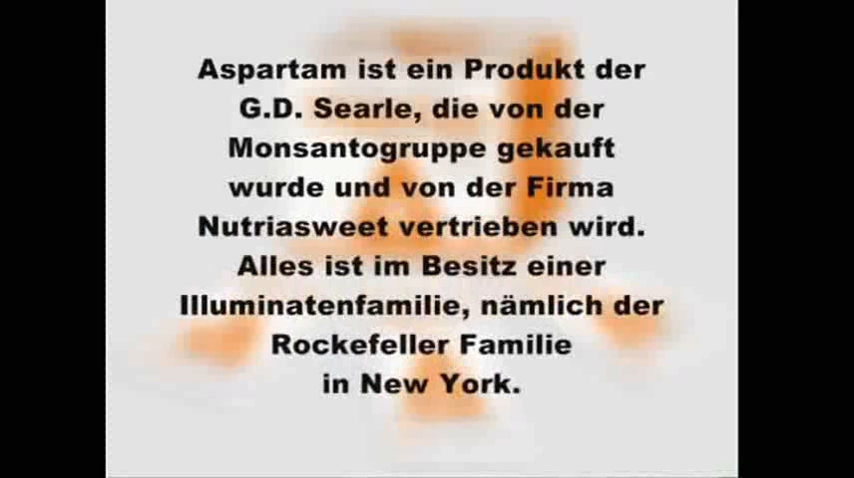 Aspartam ist ein Produkt der
G.D. Searle, die von der
Monsantogruppe gekauft
wurde und von der Firma
Nutriasweet vertrieben wird.
Alles ist im Besitz einer
Illuminatenfamilie, nämlich der
Rockefeller Familie
in New York.